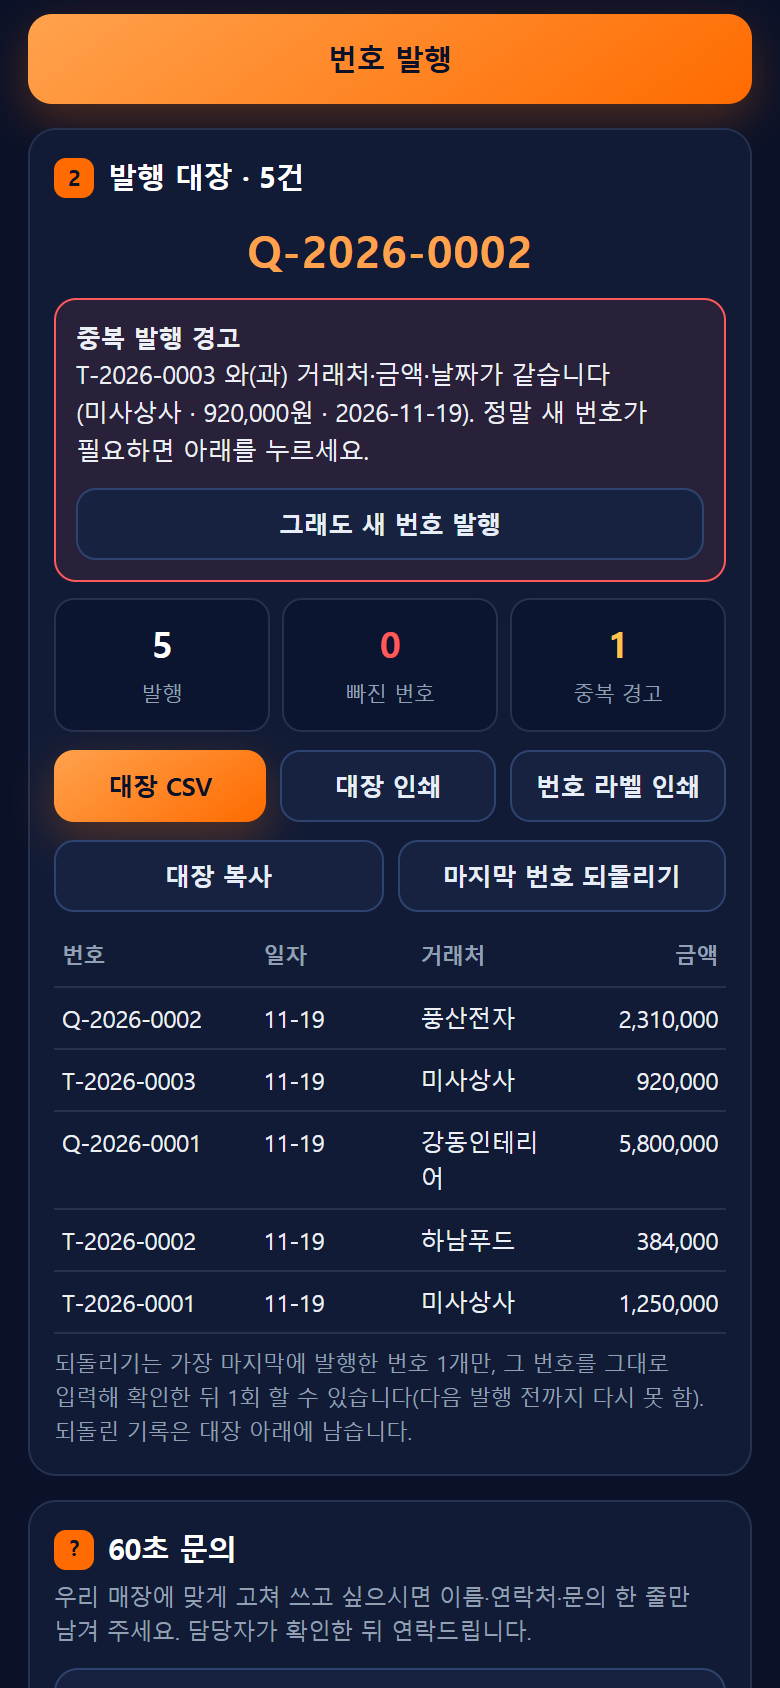 번호 발행
2 발행 대장 · 5건
Q-2026-0002
중복 발행 경고
T-2026-0003 와(과) 거래처·금액·날짜가 같습니다
(미사상사 · 920,000원 · 2026-11-19). 정말 새 번호가
필요하면 아래를 누르세요.
그래도 새 번호 발행
5 0 1
발행 빠진 번호 중복 경고
대장 CSV 대장 인쇄 번호 라벨 인쇄
대장 복사 마지막 번호 되돌리기
번호 일자 거래처 금액
Q-2026-0002 11-19 풍산전자 2,310,000
T-2026-0003 11-19 미사상사 920,000
Q-2026-0001 11-19 강동인테리 5,800,000
어
T-2026-0002 11-19 하남푸드 384,000
T-2026-0001 11-19 미사상사 1,250,000
되돌리기는 가장 마지막에 발행한 번호 1개만, 그 번호를 그대로
입력해 확인한 뒤 1회 할 수 있습니다(다음 발행 전까지 다시 못 함).
되돌린 기록은 대장 아래에 남습니다.
? 60초 문의
우리 매장에 맞게 고쳐 쓰고 싶으시면 이름·연락처·문의 한 줄만
남겨 주세요. 담당자가 확인한 뒤 연락드립니다.